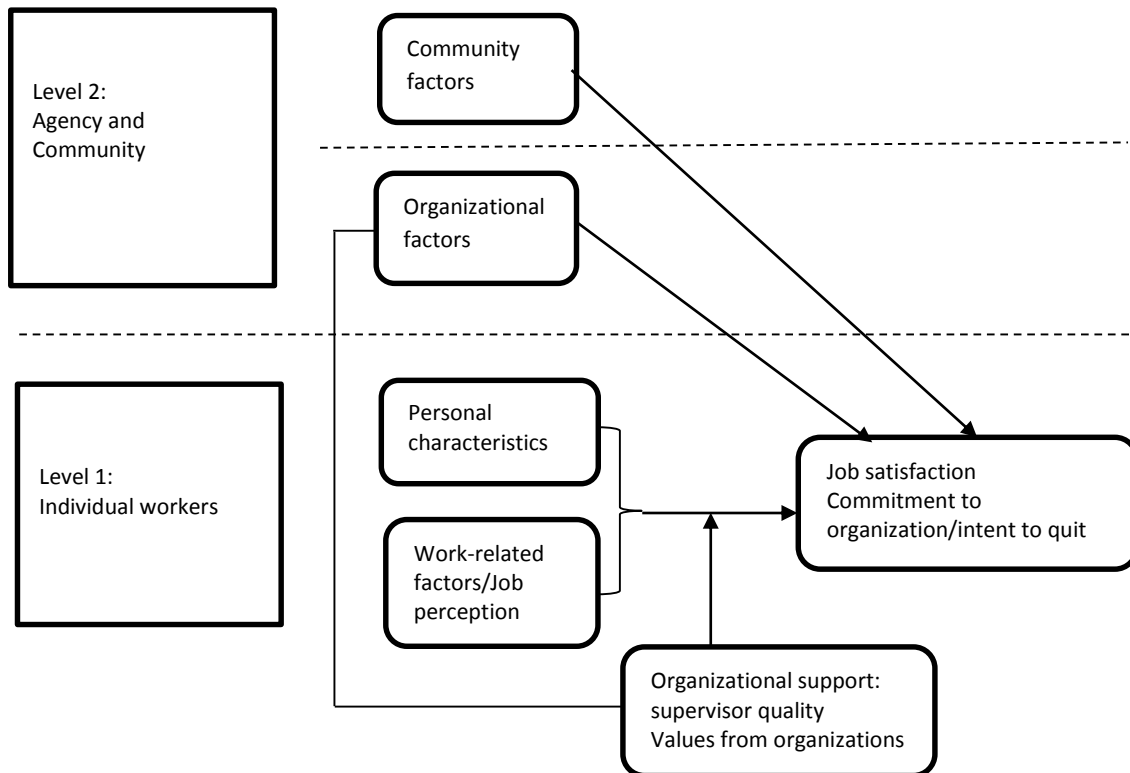 Level 2:
Agency and
Community
Community
factors
Organizational
factors
Level 1:
Individual workers
Personal
characteristics
Work-related
factors/Job
perception
Job satisfaction
Commitment to
organization/intent to quit
Organizational support:
supervisor quality
Values from organizations